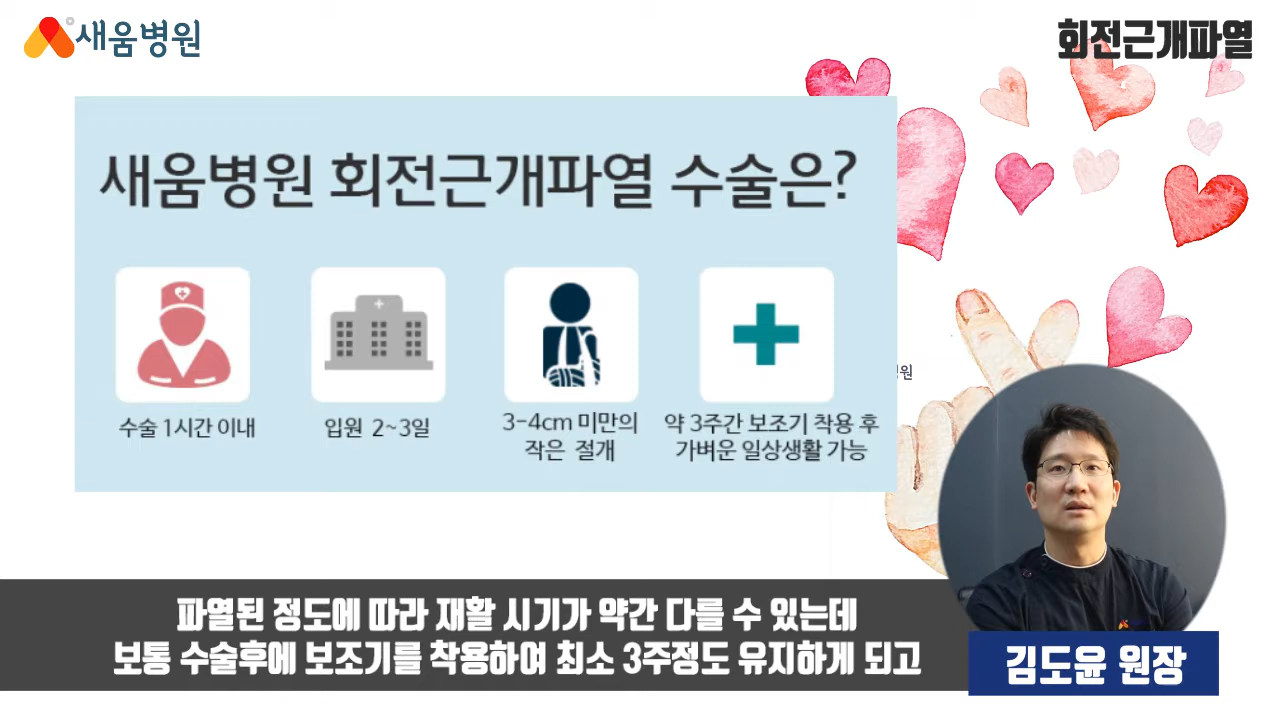 새움병원
회전근개파열
새움병원 회전근개파열 수술은?
수술 1시간 이내
입원 2~3일
3-4cm 미만의
작은 절개
약 3주간 보조기 착용 후
가벼운 일상생활 가능
파열된 정도에 따라 재활 시기가 약간 다를 수 있는데
보통 수술후에 보조기를 착용하여 최소 3주정도 유지하게 되고
김도윤 원장